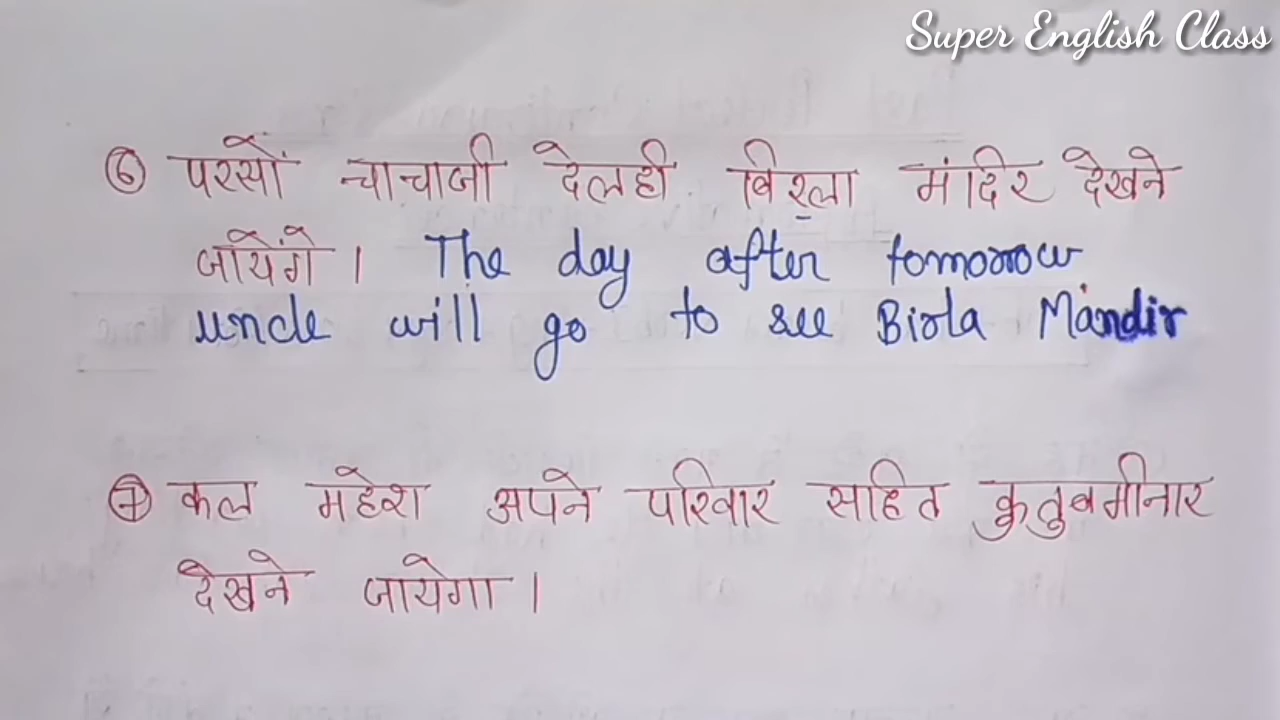 Super English Class
⑥ परसों चाचाजी देलही बिरला मंदिर देखने
जायेंगे । The day after tomorrow
uncle will go to see Birla Mandir
⑦ कल महेश अपने परिवार सहित कुतुबमीनार
देखने जायेगा ।